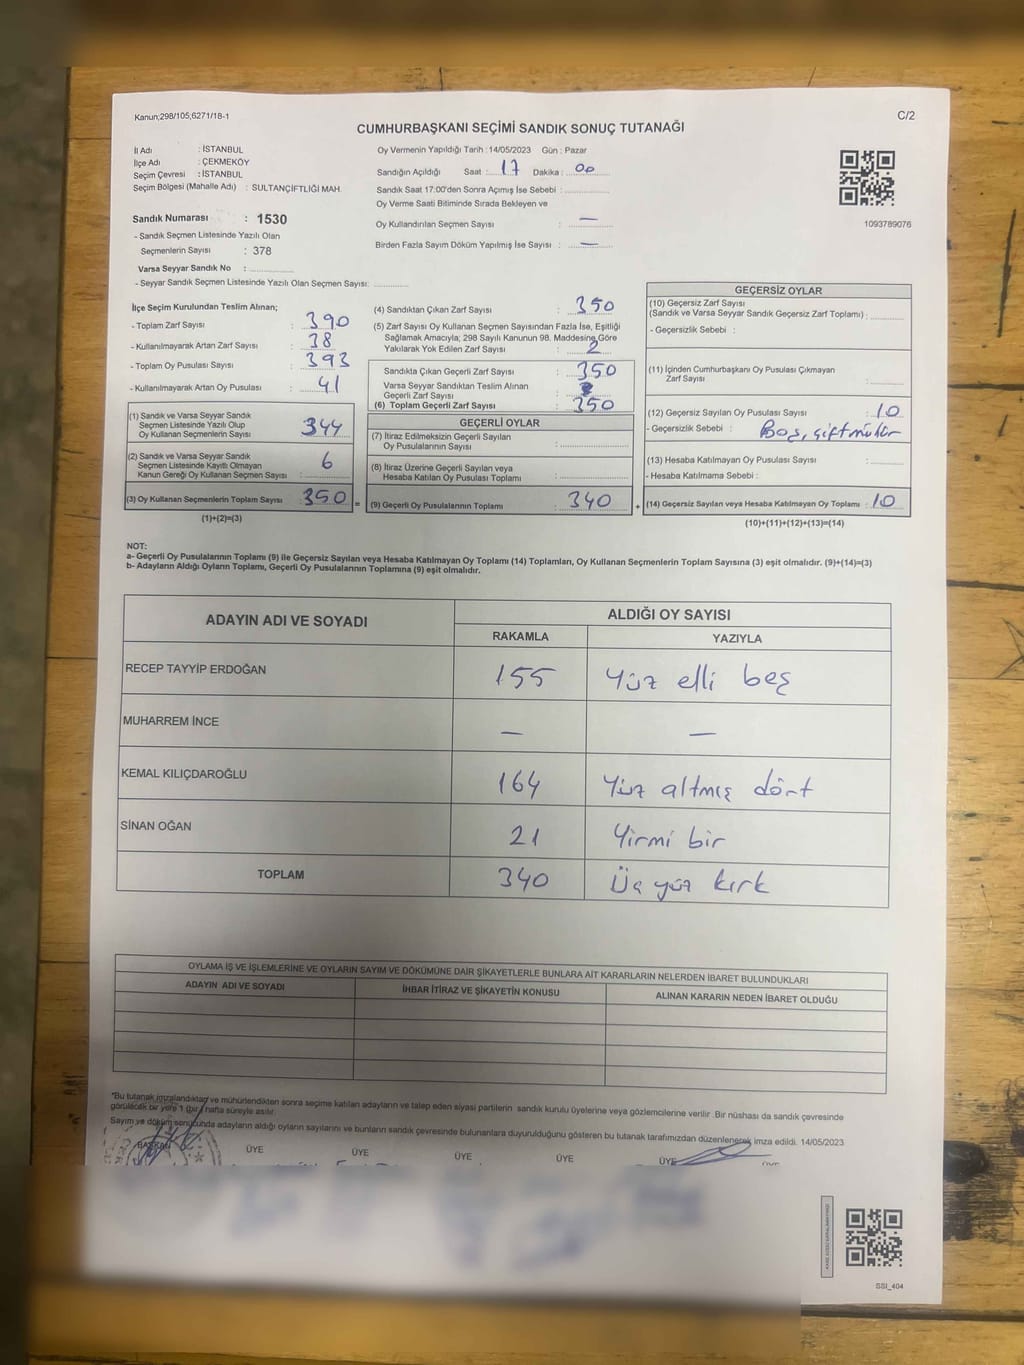 Kanun;298/105;6271/18-1
C/2
CUMHURBAŞKANI SEÇİMİ SANDIK SONUÇ TUTANAĞI
İl Adı : İSTANBUL
İlçe Adı : ÇEKMEKÖY
Seçim Çevresi : İSTANBUL
Seçim Bölgesi (Mahalle Adı) : SULTANÇİFTLİĞİ MAH.
Sandık Numarası : 1530
- Sandık Seçmen Listesinde Yazılı Olan
Seçmenlerin Sayısı : 378
Varsa Seyyar Sandık No :
- Seyyar Sandık Seçmen Listesinde Yazılı Olan Seçmen Sayısı:
Oy Vermenin Yapıldığı Tarih :14/05/2023 Gün : Pazar
Sandığın Açıldığı Saat : 17 Dakika : 00
Sandık Saat 17:00'den Sonra Açımış İse Sebebi :
Oy Verme Saati Bitiminde Sırada Bekleyen ve
Oy Kullandırılan Seçmen Sayısı : —
Birden Fazla Sayım Döküm Yapılmış İse Sayısı : —
1093789076
İlçe Seçim Kurulundan Teslim Alınan;
- Toplam Zarf Sayısı : 390
- Kullanılmayarak Artan Zarf Sayısı : 38
- Toplam Oy Pusulası Sayısı : 393
- Kullanılmayarak Artan Oy Pusulası : 41
(1) Sandık ve Varsa Seyyar Sandık
Seçmen Listesinde Yazılı Olup
Oy Kullanan Seçmenlerin Sayısı : 344
(2) Sandık ve Varsa Seyyar Sandık
Seçmen Listesinde Kayıtlı Olmayan
Kanun Gereği Oy Kullanan Seçmen Sayısı : 6
(3) Oy Kullanan Seçmenlerin Toplam Sayısı : 350 =
(1)+(2)=(3)
(4) Sandıktan Çıkan Zarf Sayısı : 350
(5) Zarf Sayısı Oy Kullanan Seçmen Sayısından Fazla İse, Eşitliği
Sağlamak Amacıyla; 298 Sayılı Kanunun 98. Maddesine Göre
Yakılarak Yok Edilen Zarf Sayısı : 2
Sandıkta Çıkan Geçerli Zarf Sayısı : 350
Varsa Seyyar Sandıktan Teslim Alınan
Geçerli Zarf Sayısı :
(6) Toplam Geçerli Zarf Sayısı : 350
GEÇERLİ OYLAR
(7) İtiraz Edilmeksizin Geçerli Sayılan
Oy Pusulalarının Sayısı :
(8) İtiraz Üzerine Geçerli Sayılan veya
Hesaba Katılan Oy Pusulası Toplamı :
(9) Geçerli Oy Pusulalarının Toplamı : 340 +
GEÇERSİZ OYLAR
(10) Geçersiz Zarf Sayısı
(Sandık ve Varsa Seyyar Sandık Geçersiz Zarf Toplamı) :
- Geçersizlik Sebebi :
(11) İçinden Cumhurbaşkanı Oy Pusulası Çıkmayan
Zarf Sayısı :
(12) Geçersiz Sayılan Oy Pusulası Sayısı : 10
- Geçersizlik Sebebi : Boş, çift mühür
(13) Hesaba Katılmayan Oy Pusulası Sayısı :
- Hesaba Katılmama Sebebi :
(14) Geçersiz Sayılan veya Hesaba Katılmayan Oy Toplamı : 10
(10)+(11)+(12)+(13)=(14)
NOT:
a- Geçerli Oy Pusulalarının Toplamı (9) ile Geçersiz Sayılan veya Hesaba Katılmayan Oy Toplamı (14) Toplamları, Oy Kullanan Seçmenlerin Toplam Sayısına (3) eşit olmalıdır. (9)+(14)=(3)
b- Adayların Aldığı Oyların Toplamı, Geçerli Oy Pusulalarının Toplamına (9) eşit olmalıdır.
ADAYIN ADI VE SOYADI
ALDIĞI OY SAYISI
RAKAMLA YAZIYLA
RECEP TAYYİP ERDOĞAN 155 Yüz elli beş
MUHARREM İNCE — —
KEMAL KILIÇDAROĞLU 164 Yüz altmış dört
SİNAN OĞAN 21 Yirmi bir
TOPLAM 340 Üç yüz kırk
OYLAMA İŞ VE İŞLEMLERİNE VE OYLARIN SAYIM VE DÖKÜMÜNE DAİR ŞİKAYETLERLE BUNLARA AİT KARARLARIN NELERDEN İBARET BULUNDUKLARI
ADAYIN ADI VE SOYADI İHBAR İTİRAZ VE ŞİKAYETİN KONUSU ALINAN KARARIN NEDEN İBARET OLDUĞU
"Bu tutanak imzalandıktan ve mühürlendikten sonra seçime katılan adayların ve talep eden siyasi partilerin sandık kurulu üyelerine veya gözlemcilerine verilir .Bir nüshası da sandık çevresinde
görülecek bir yere 1 (bir) hafta süreyle asılır.
Sayım ve döküm sonucunda adayların aldığı oyların sayılarını ve bunların sandık çevresinde bulunanlara duyurulduğunu gösteren bu tutanak tarafımızdan düzenlenerek imza edildi. 14/05/2023
BAŞKAN ÜYE ÜYE ÜYE ÜYE ÜYE ÜYE
SSI_404